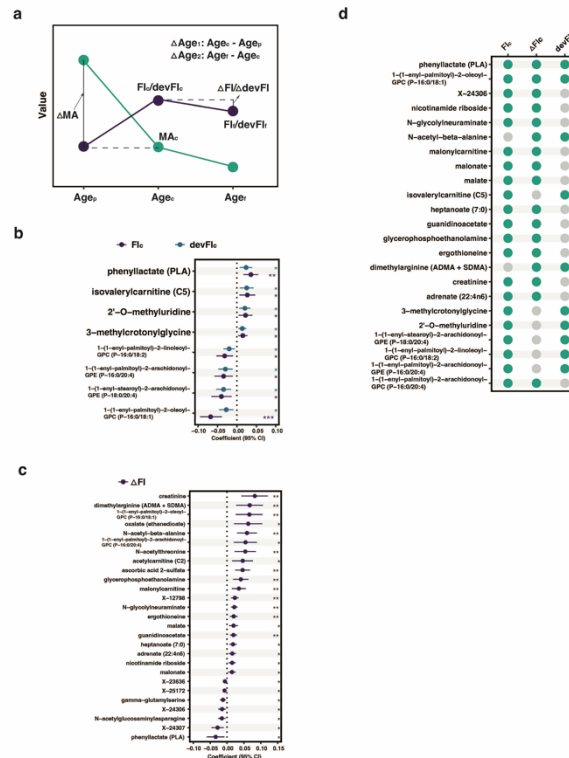 a
△Age₁: Agec - Agep
△Age₂: Agef - Agec
FIc/devFIc
△FI/△devFI
△MA
Value
MAc
FIf/devFIf
Agep
Agec
Agef
b
FIc
devFIc
phenyllactate (PLA)
*
**
isovalerylcarnitine (C5)
*
*
2'-O-methyluridine
*
*
3-methylcrotonylglycine
*
*
1-(1-enyl-palmitoyl)-2-linoleoyl-
GPC (P-16:0/18:2)
*
*
1-(1-enyl-palmitoyl)-2-arachidonoyl-
GPE (P-16:0/20:4)
*
*
1-(1-enyl-stearoyl)-2-arachidonoyl-
GPE (P-18:0/20:4)
*
*
1-(1-enyl-palmitoyl)-2-oleoyl-
GPC (P-16:0/18:1)
*
***
−0.10 −0.05 0.00 0.05 0.10
Coefficient (95% CI)
c
△FI
creatinine **
dimethylarginine (ADMA + SDMA) **
1-(1-enyl-palmitoyl)-2-oleoyl-
GPC (P-16:0/18:1) **
oxalate (ethanedioate) *
N-acetyl-beta-alanine **
1-(1-enyl-palmitoyl)-2-arachidonoyl-
GPC (P-16:0/20:4) *
N-acetylthreonine **
acetylcarnitine (C2) *
ascorbic acid 2-sulfate **
glycerophosphoethanolamine **
malonylcarnitine **
X-12798 **
N-glycolylneuraminate **
ergothioneine **
malate *
guanidinoacetate **
heptanoate (7:0) *
adrenate (22:4n6) *
nicotinamide riboside *
malonate *
X-23636 *
X-25172 *
gamma-glutamylserine *
X-24306 *
N-acetylglucosaminylasparagine *
X-24307 *
phenyllactate (PLA) *
−0.10 −0.05 0.00 0.05 0.10 0.15
Coefficient (95% CI)
d
FIc
△FIc
devFIc
phenyllactate (PLA)
1-(1-enyl-palmitoyl)-2-oleoyl-
GPC (P-16:0/18:1)
X-24306
nicotinamide riboside
N-glycolylneuraminate
N-acetyl-beta-alanine
malonylcarnitine
malonate
malate
isovalerylcarnitine (C5)
heptanoate (7:0)
guanidinoacetate
glycerophosphoethanolamine
ergothioneine
dimethylarginine (ADMA + SDMA)
creatinine
adrenate (22:4n6)
3-methylcrotonylglycine
2'-O-methyluridine
1-(1-enyl-stearoyl)-2-arachidonoyl-
GPE (P-18:0/20:4)
1-(1-enyl-palmitoyl)-2-linoleoyl-
GPC (P-16:0/18:2)
1-(1-enyl-palmitoyl)-2-arachidonoyl-
GPE (P-16:0/20:4)
1-(1-enyl-palmitoyl)-2-arachidonoyl-
GPC (P-16:0/20:4)